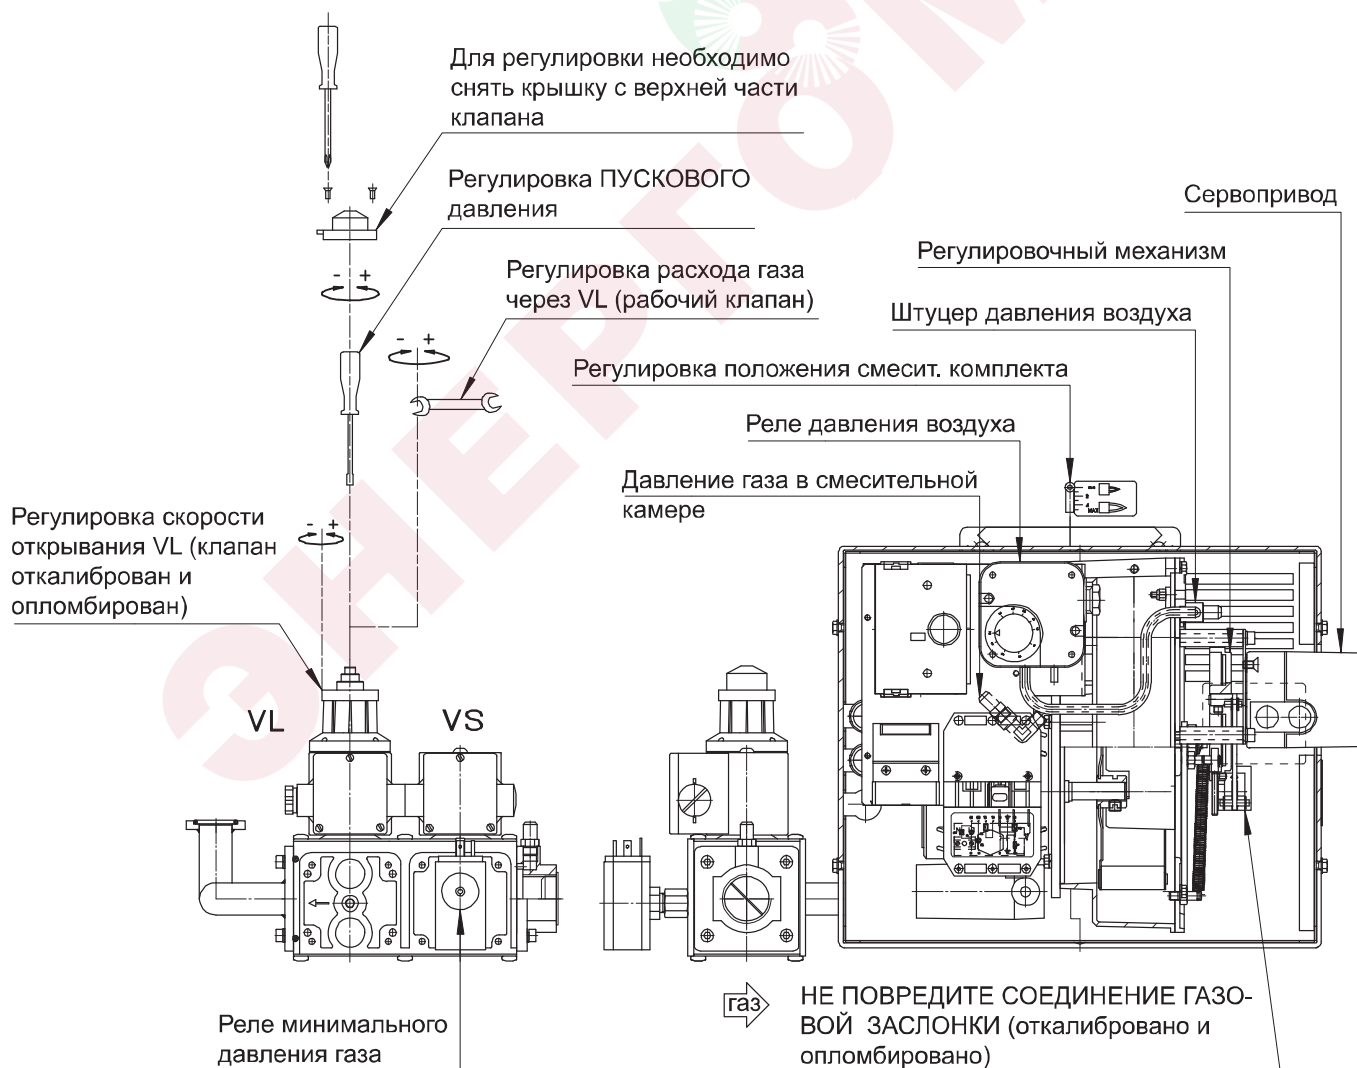 Для регулировки необходимо
снять крышку с верхней части
клапана
Регулировка ПУСКОВОГО
давления
Сервопривод
Регулировочный механизм
Регулировка расхода газа
через VL (рабочий клапан)
Штуцер давления воздуха
Регулировка положения смесит. комплекта
Реле давления воздуха
Давление газа в смесительной
камере
Регулировка скорости
открывания VL (клапан
откалиброван и
опломбирован)
- +
- +
- +
MAX
VL
VS
газ
НЕ ПОВРЕДИТЕ СОЕДИНЕНИЕ ГАЗО-
ВОЙ ЗАСЛОНКИ (откалибровано и
опломбировано)
Реле минимального
давления газа